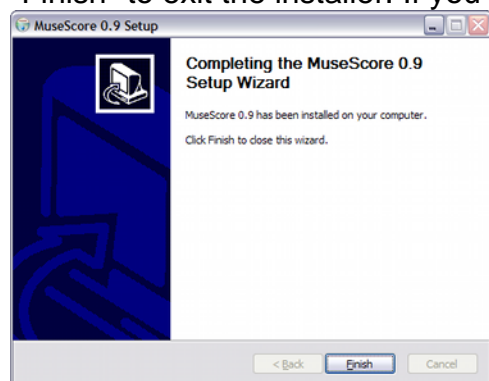 "Finish" to exit the installer. If you
MuseScore 0.9 Setup
Completing the MuseScore 0.9
Setup Wizard
MuseScore 0.9 has been installed on your computer.
Click Finish to close this wizard.
< Back
Finish
Cancel